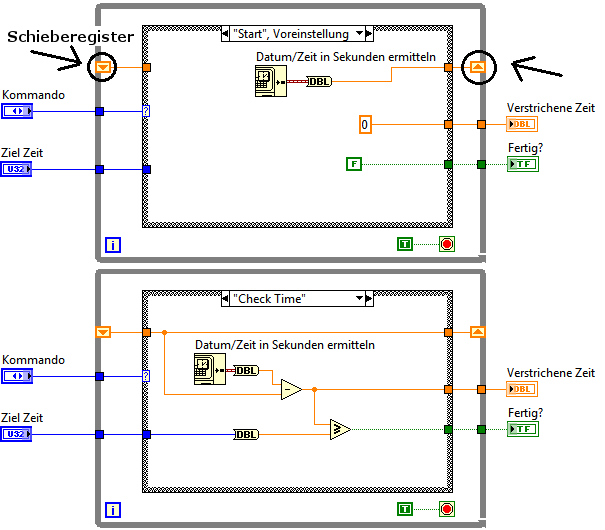 "Start", Voreinstellung
Schieberegister
Datum/Zeit in Sekunden ermitteln
DBL
Kommando
?
Verstrichene Zeit
0
DBL
Ziel Zeit
Fertig?
U32
F
TF
i
T
"Check Time"
Datum/Zeit in Sekunden ermitteln
Kommando
DBL
Verstrichene Zeit
?
-
DBL
Ziel Zeit
Fertig?
U32
DBL
≥
TF
i
T